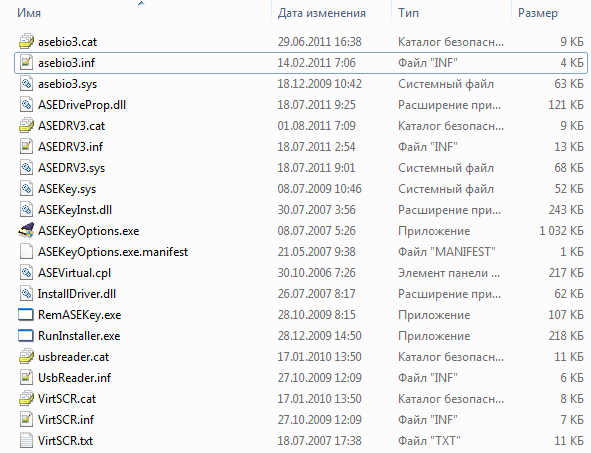 Имя Дата изменения Тип Размер
asebio3.cat 29.06.2011 16:38 Каталог безопасн... 9 КБ
asebio3.inf 14.02.2011 7:06 Файл "INF" 4 КБ
asebio3.sys 18.12.2009 10:42 Системный файл 63 КБ
ASEDriveProp.dll 18.07.2011 9:25 Расширение при... 121 КБ
ASEDRV3.cat 01.08.2011 7:09 Каталог безопасн... 9 КБ
ASEDRV3.inf 18.07.2011 2:54 Файл "INF" 13 КБ
ASEDRV3.sys 18.07.2011 9:01 Системный файл 68 КБ
ASEKey.sys 08.07.2009 10:46 Системный файл 52 КБ
ASEKeyInst.dll 30.07.2007 3:56 Расширение при... 243 КБ
ASEKeyOptions.exe 08.07.2007 5:26 Приложение 1 032 КБ
ASEKeyOptions.exe.manifest 21.05.2007 9:38 Файл "MANIFEST" 1 КБ
ASEVirtual.cpl 30.10.2006 7:26 Элемент панели ... 217 КБ
InstallDriver.dll 26.07.2007 8:17 Расширение при... 62 КБ
RemASEKey.exe 28.10.2009 8:15 Приложение 107 КБ
RunInstaller.exe 28.12.2009 14:50 Приложение 218 КБ
usbreader.cat 17.01.2010 13:50 Каталог безопасн... 11 КБ
UsbReader.inf 27.10.2009 12:09 Файл "INF" 6 КБ
VirtSCR.cat 17.01.2010 13:50 Каталог безопасн... 8 КБ
VirtSCR.inf 27.10.2009 12:09 Файл "INF" 7 КБ
VirtSCR.txt 18.07.2007 17:38 Файл "TXT" 11 КБ